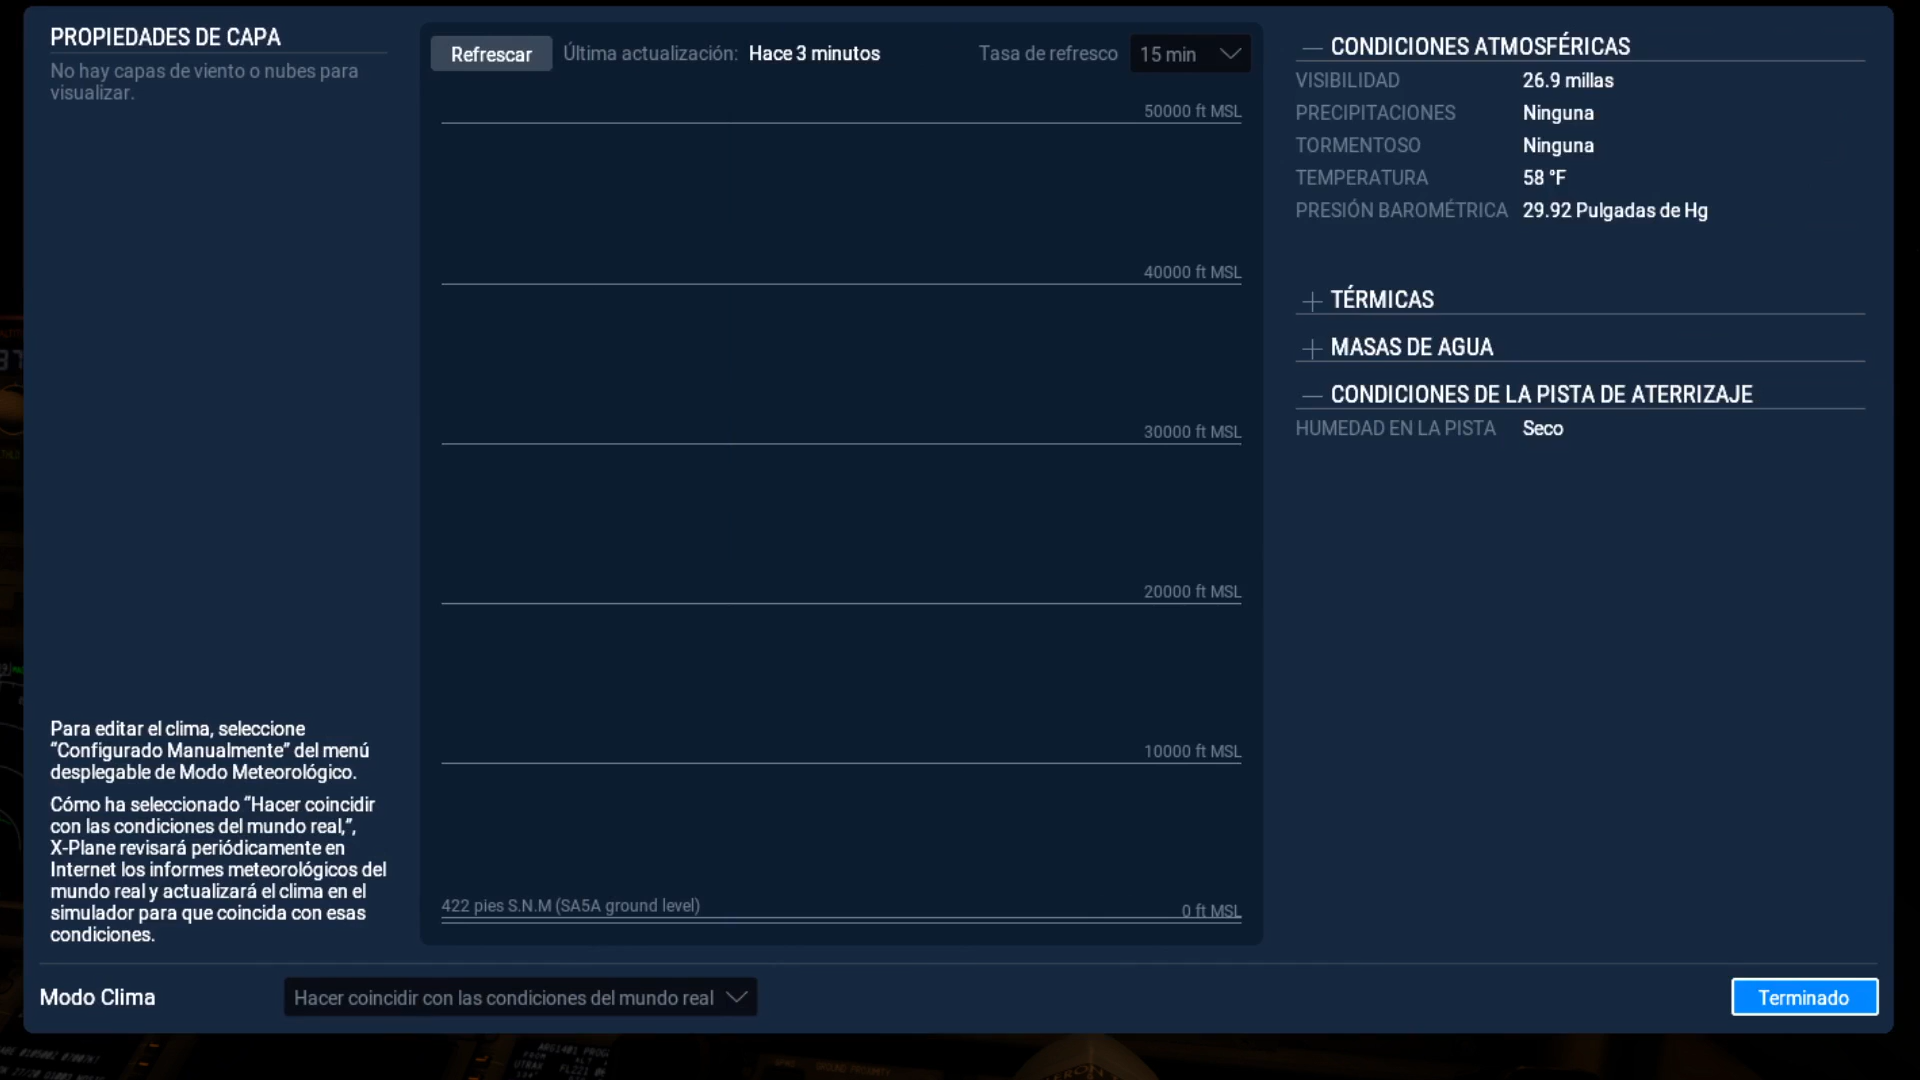 PROPIEDADES DE CAPA
No hay capas de viento o nubes para
visualizar.
Para editar el clima, seleccione
“Configurado Manualmente” del menú
desplegable de Modo Meteorológico.
Cómo ha seleccionado “Hacer coincidir
con las condiciones del mundo real,”,
X-Plane revisará periódicamente en
Internet los informes meteorológicos del
mundo real y actualizará el clima en el
simulador para que coincida con esas
condiciones.
Refrescar Última actualización: Hace 3 minutos Tasa de refresco 15 min
50000 ft MSL
40000 ft MSL
30000 ft MSL
20000 ft MSL
10000 ft MSL
422 pies S.N.M (SA5A ground level) 0 ft MSL
CONDICIONES ATMOSFÉRICAS
VISIBILIDAD 26.9 millas
PRECIPITACIONES Ninguna
TORMENTOSO Ninguna
TEMPERATURA 58 °F
PRESIÓN BAROMÉTRICA 29.92 Pulgadas de Hg
TÉRMICAS
MASAS DE AGUA
CONDICIONES DE LA PISTA DE ATERRIZAJE
HUMEDAD EN LA PISTA Seco
Modo Clima Hacer coincidir con las condiciones del mundo real Terminado